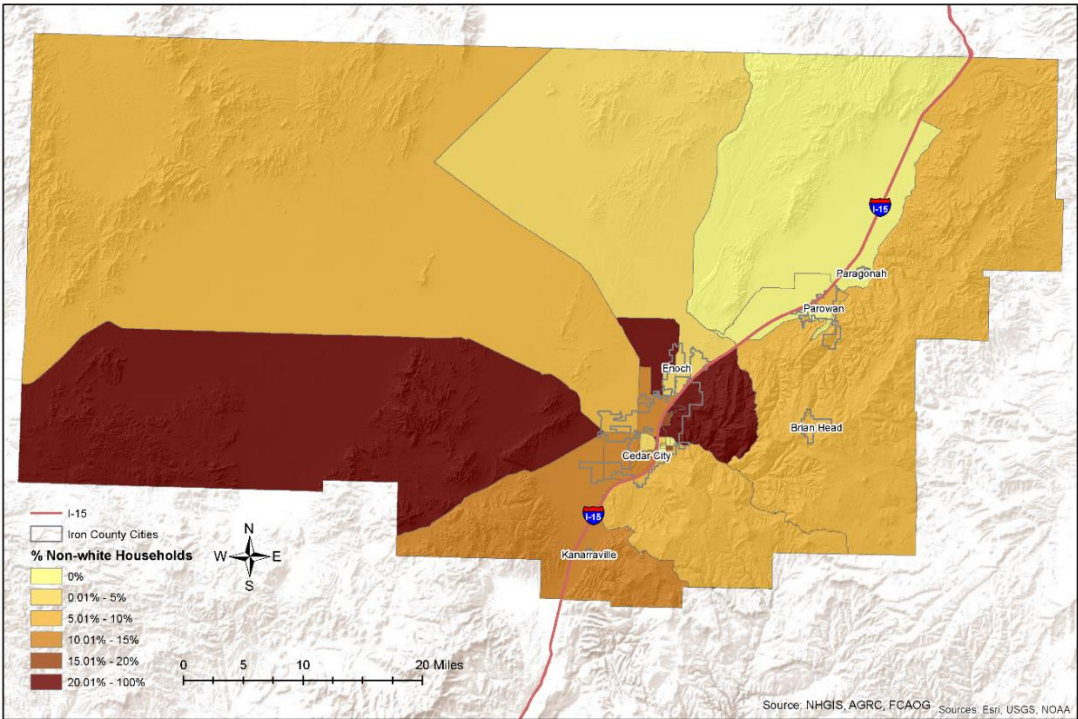 I-15
Paragonah
Parowan
Enoch
Brian Head
Cedar City
I-15
Kanarraville
I-15
Iron County Cities
% Non-white Households
0%
0.01% - 5%
5.01% - 10%
10.01% - 15%
15.01% - 20%
20.01% - 100%
N
W E
S
0 5 10 20 Miles
Source: NHGIS, AGRC, FCAOG
Sources: Esri, USGS, NOAA